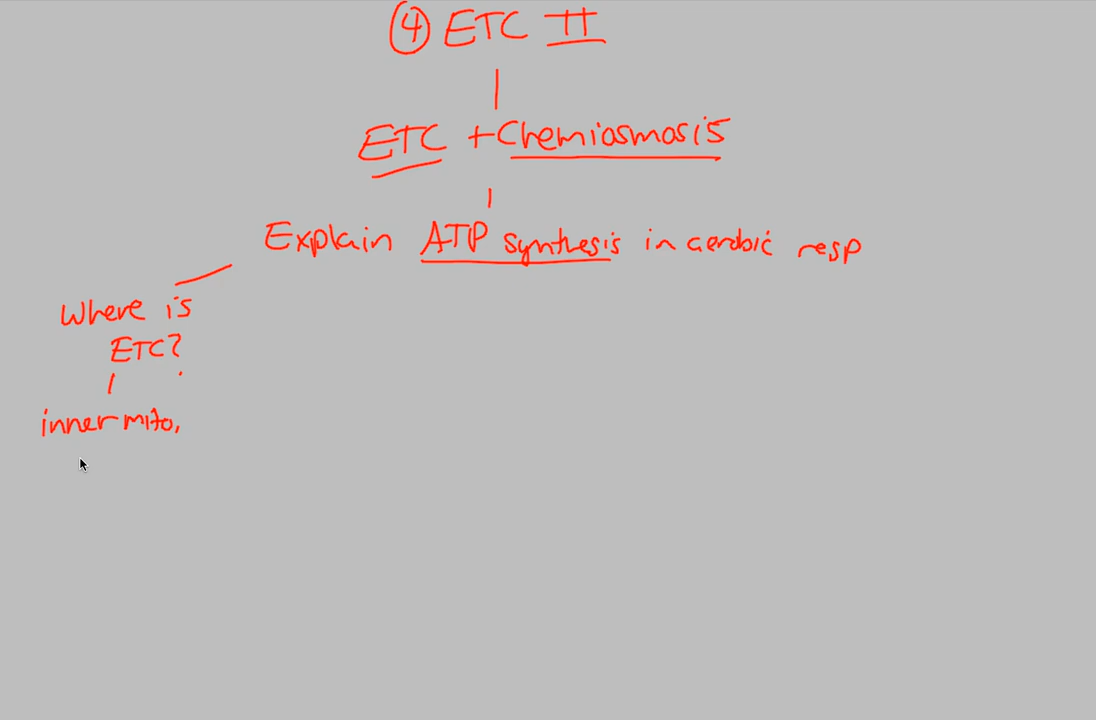 ④ ETC II
ETC + Chemiosmosis
Explain ATP synthesis in aerobic resp
Where is
ETC?
inner mito.